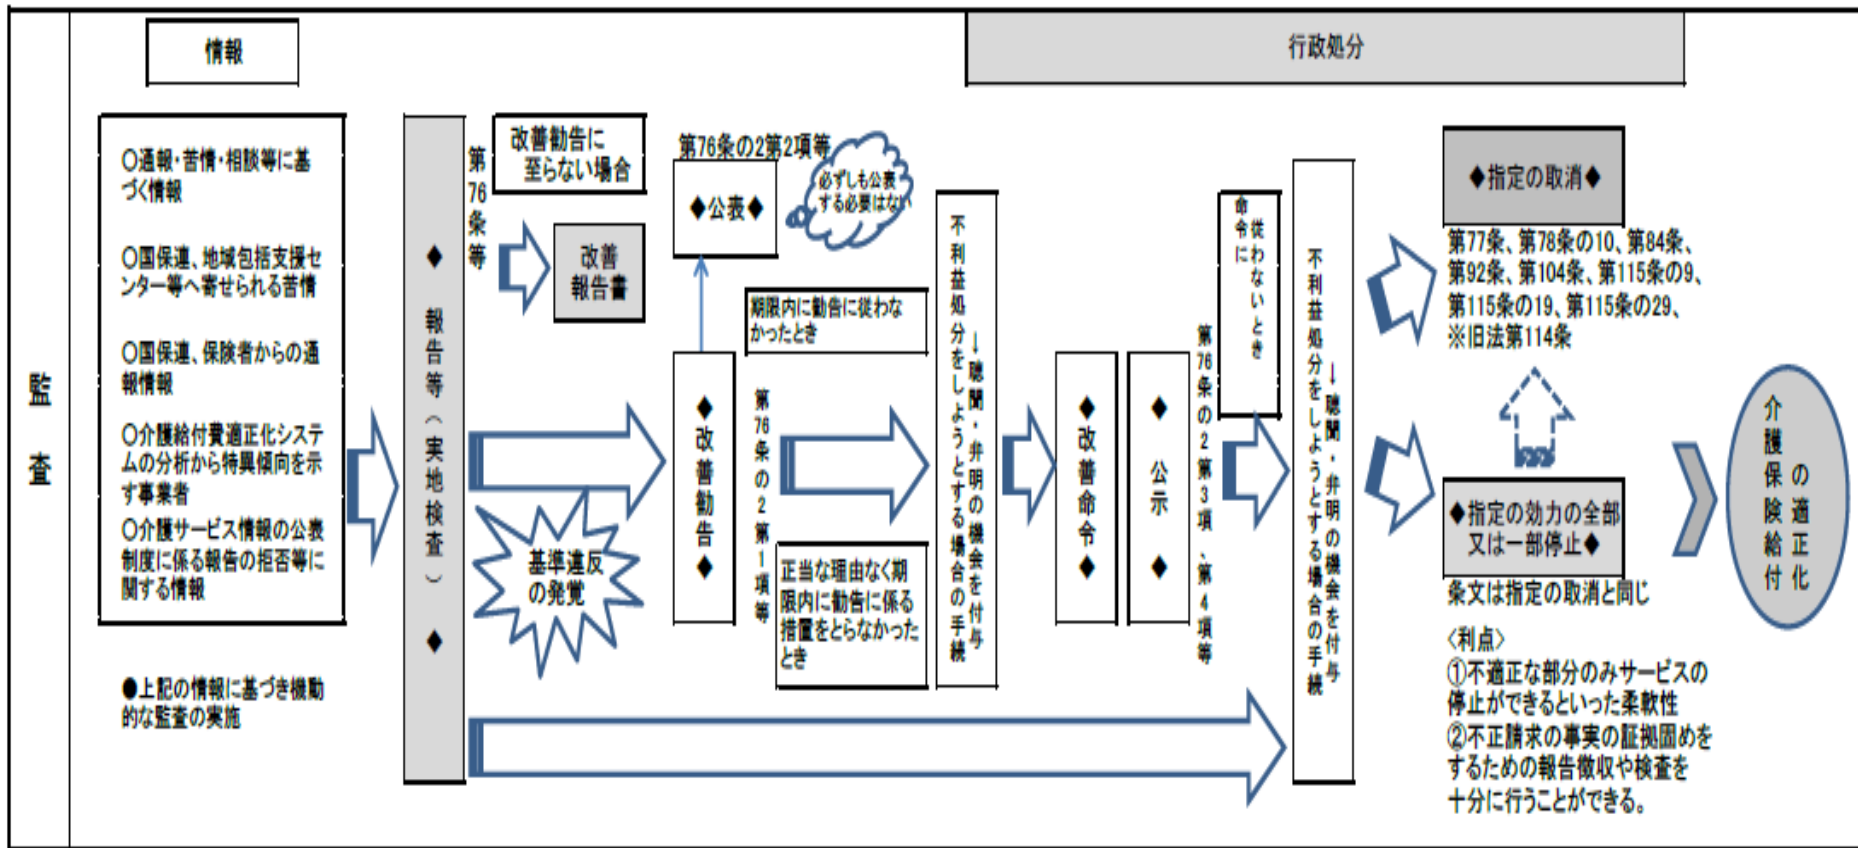 監査
情報
行政処分
○通報・苦情・相談等に基
づく情報
○国保連、地域包括支援セ
ンター等へ寄せられる苦情
○国保連、保険者からの通
報情報
○介護給付費適正化システ
ムの分析から特異傾向を示
す事業者
○介護サービス情報の公表
制度に係る報告の拒否等に
関する情報
●上記の情報に基づき機動
的な監査の実施
◆報告等(実地検査)◆
第76条等
改善勧告に
至らない場合
改善
報告書
基準違反
の発覚
第76条の2第2項等
◆公表◆
必ずしも公表
する必要はない
期限内に勧告に従わな
かったとき
◆改善勧告◆
第76条の2第1項等
正当な理由なく期
限内に勧告に係る
措置をとらなかった
とき
不利益処分をしようとする場合の手続
→聴聞・弁明の機会を付与
◆改善命令◆
◆公示◆
第76条の2第3項、第4項等
命令に
従わないとき
不利益処分をしようとする場合の手続
→聴聞・弁明の機会を付与
◆指定の取消◆
第77条、第78条の10、第84条、
第92条、第104条、第115条の9、
第115条の19、第115条の29、
※旧法第114条
◆指定の効力の全部
又は一部停止◆
条文は指定の取消と同じ
<利点>
①不適正な部分のみサービスの
停止ができるといった柔軟性
②不正請求の事実の証拠固めを
するための報告徴収や検査を
十分に行うことができる。
介護保険給付
の適正化